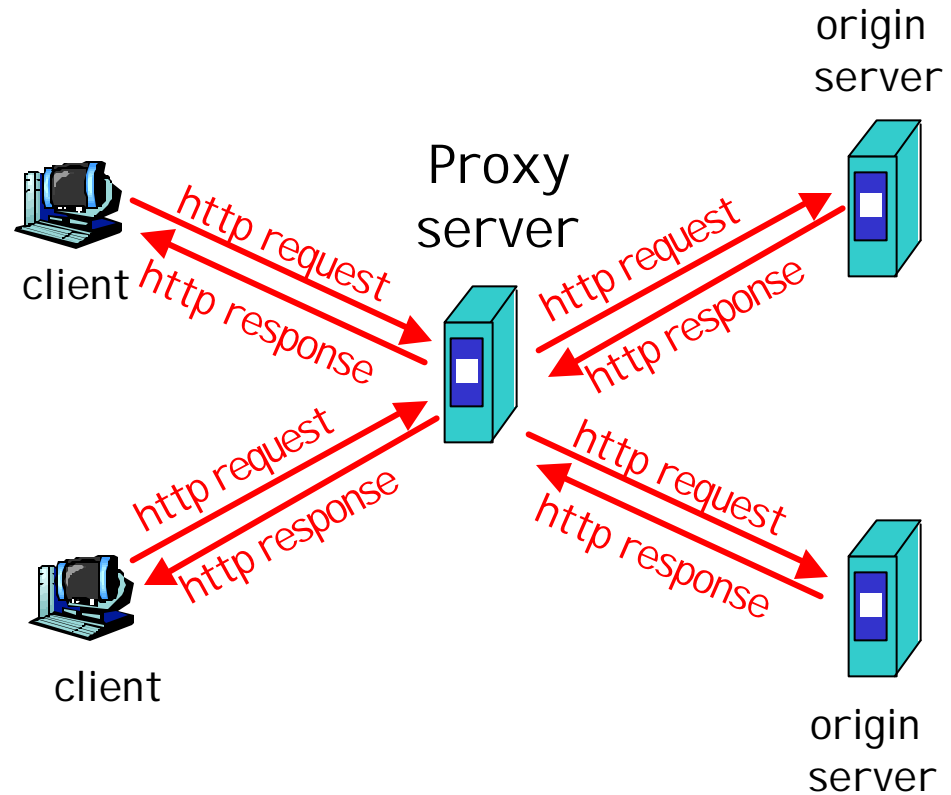 origin
server
Proxy
server
client
http request
http response
http request
http response
http request
http response
http request
http response
client
origin
server